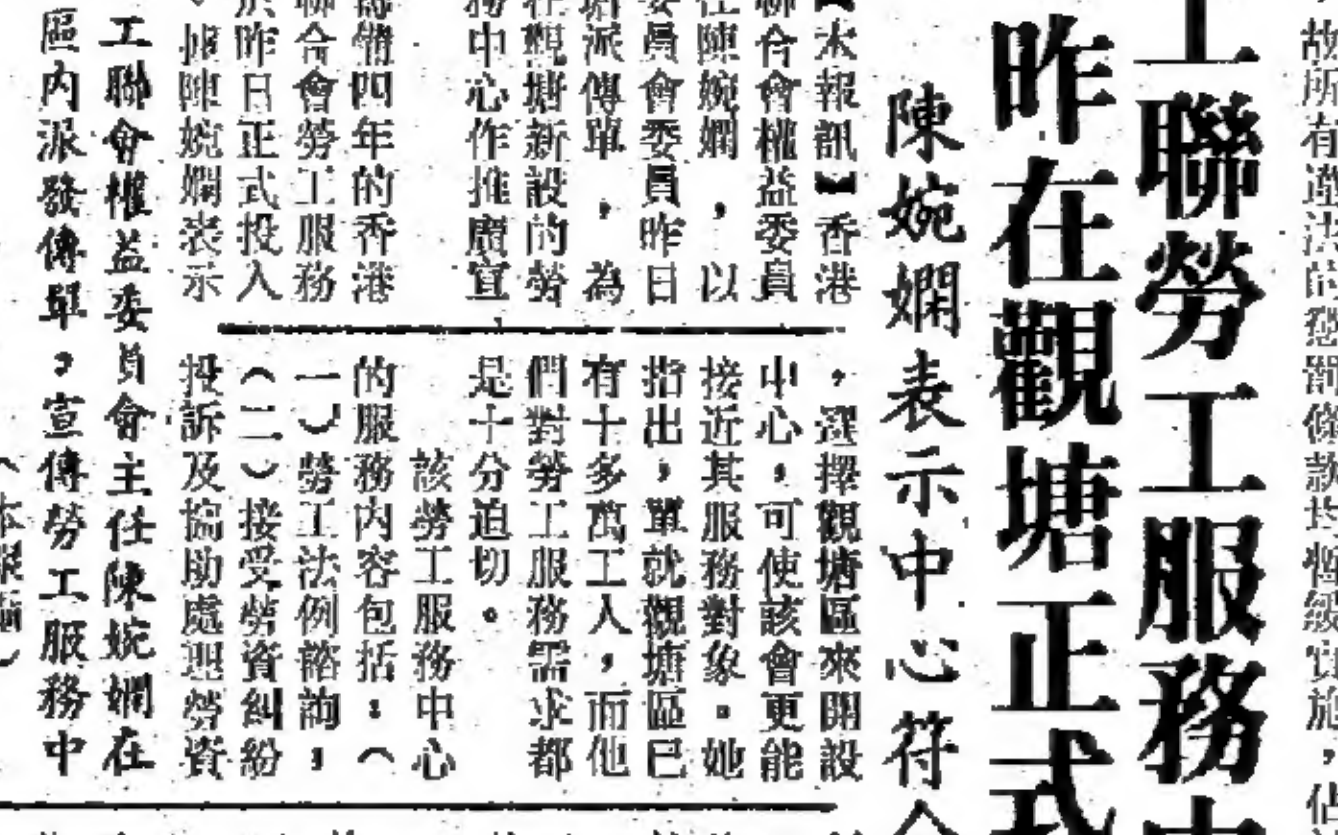 故所有違法的懲罰條款均將緩實施，佔
工聯勞工服務中
昨在觀塘正式
陳婉嫻表示中心符合
【本報訊】香港
聯合會權益委員
任陳婉嫻，以
委員會委員昨日
塘派傳單，為
在觀塘新設的勞
務中心作推廣宣
為備四年的香港
聯合會勞工服務
於昨日正式投入
、據陳婉嫻表示
，選擇觀塘區來開設
中心，可使該會更能
接近其服務對象。她
指出，單就觀塘區已
有十多萬工人，而他
們對勞工服務需求都
是十分迫切。
該勞工服務中心
的服務內容包括：（
一）勞工法例諮詢；
（二）接受勞資糾紛
投訴及協助處理勞資
工聯會權益委員會主任陳婉嫻在
區內派發傳單，宣傳勞工服務中
（本報攝）